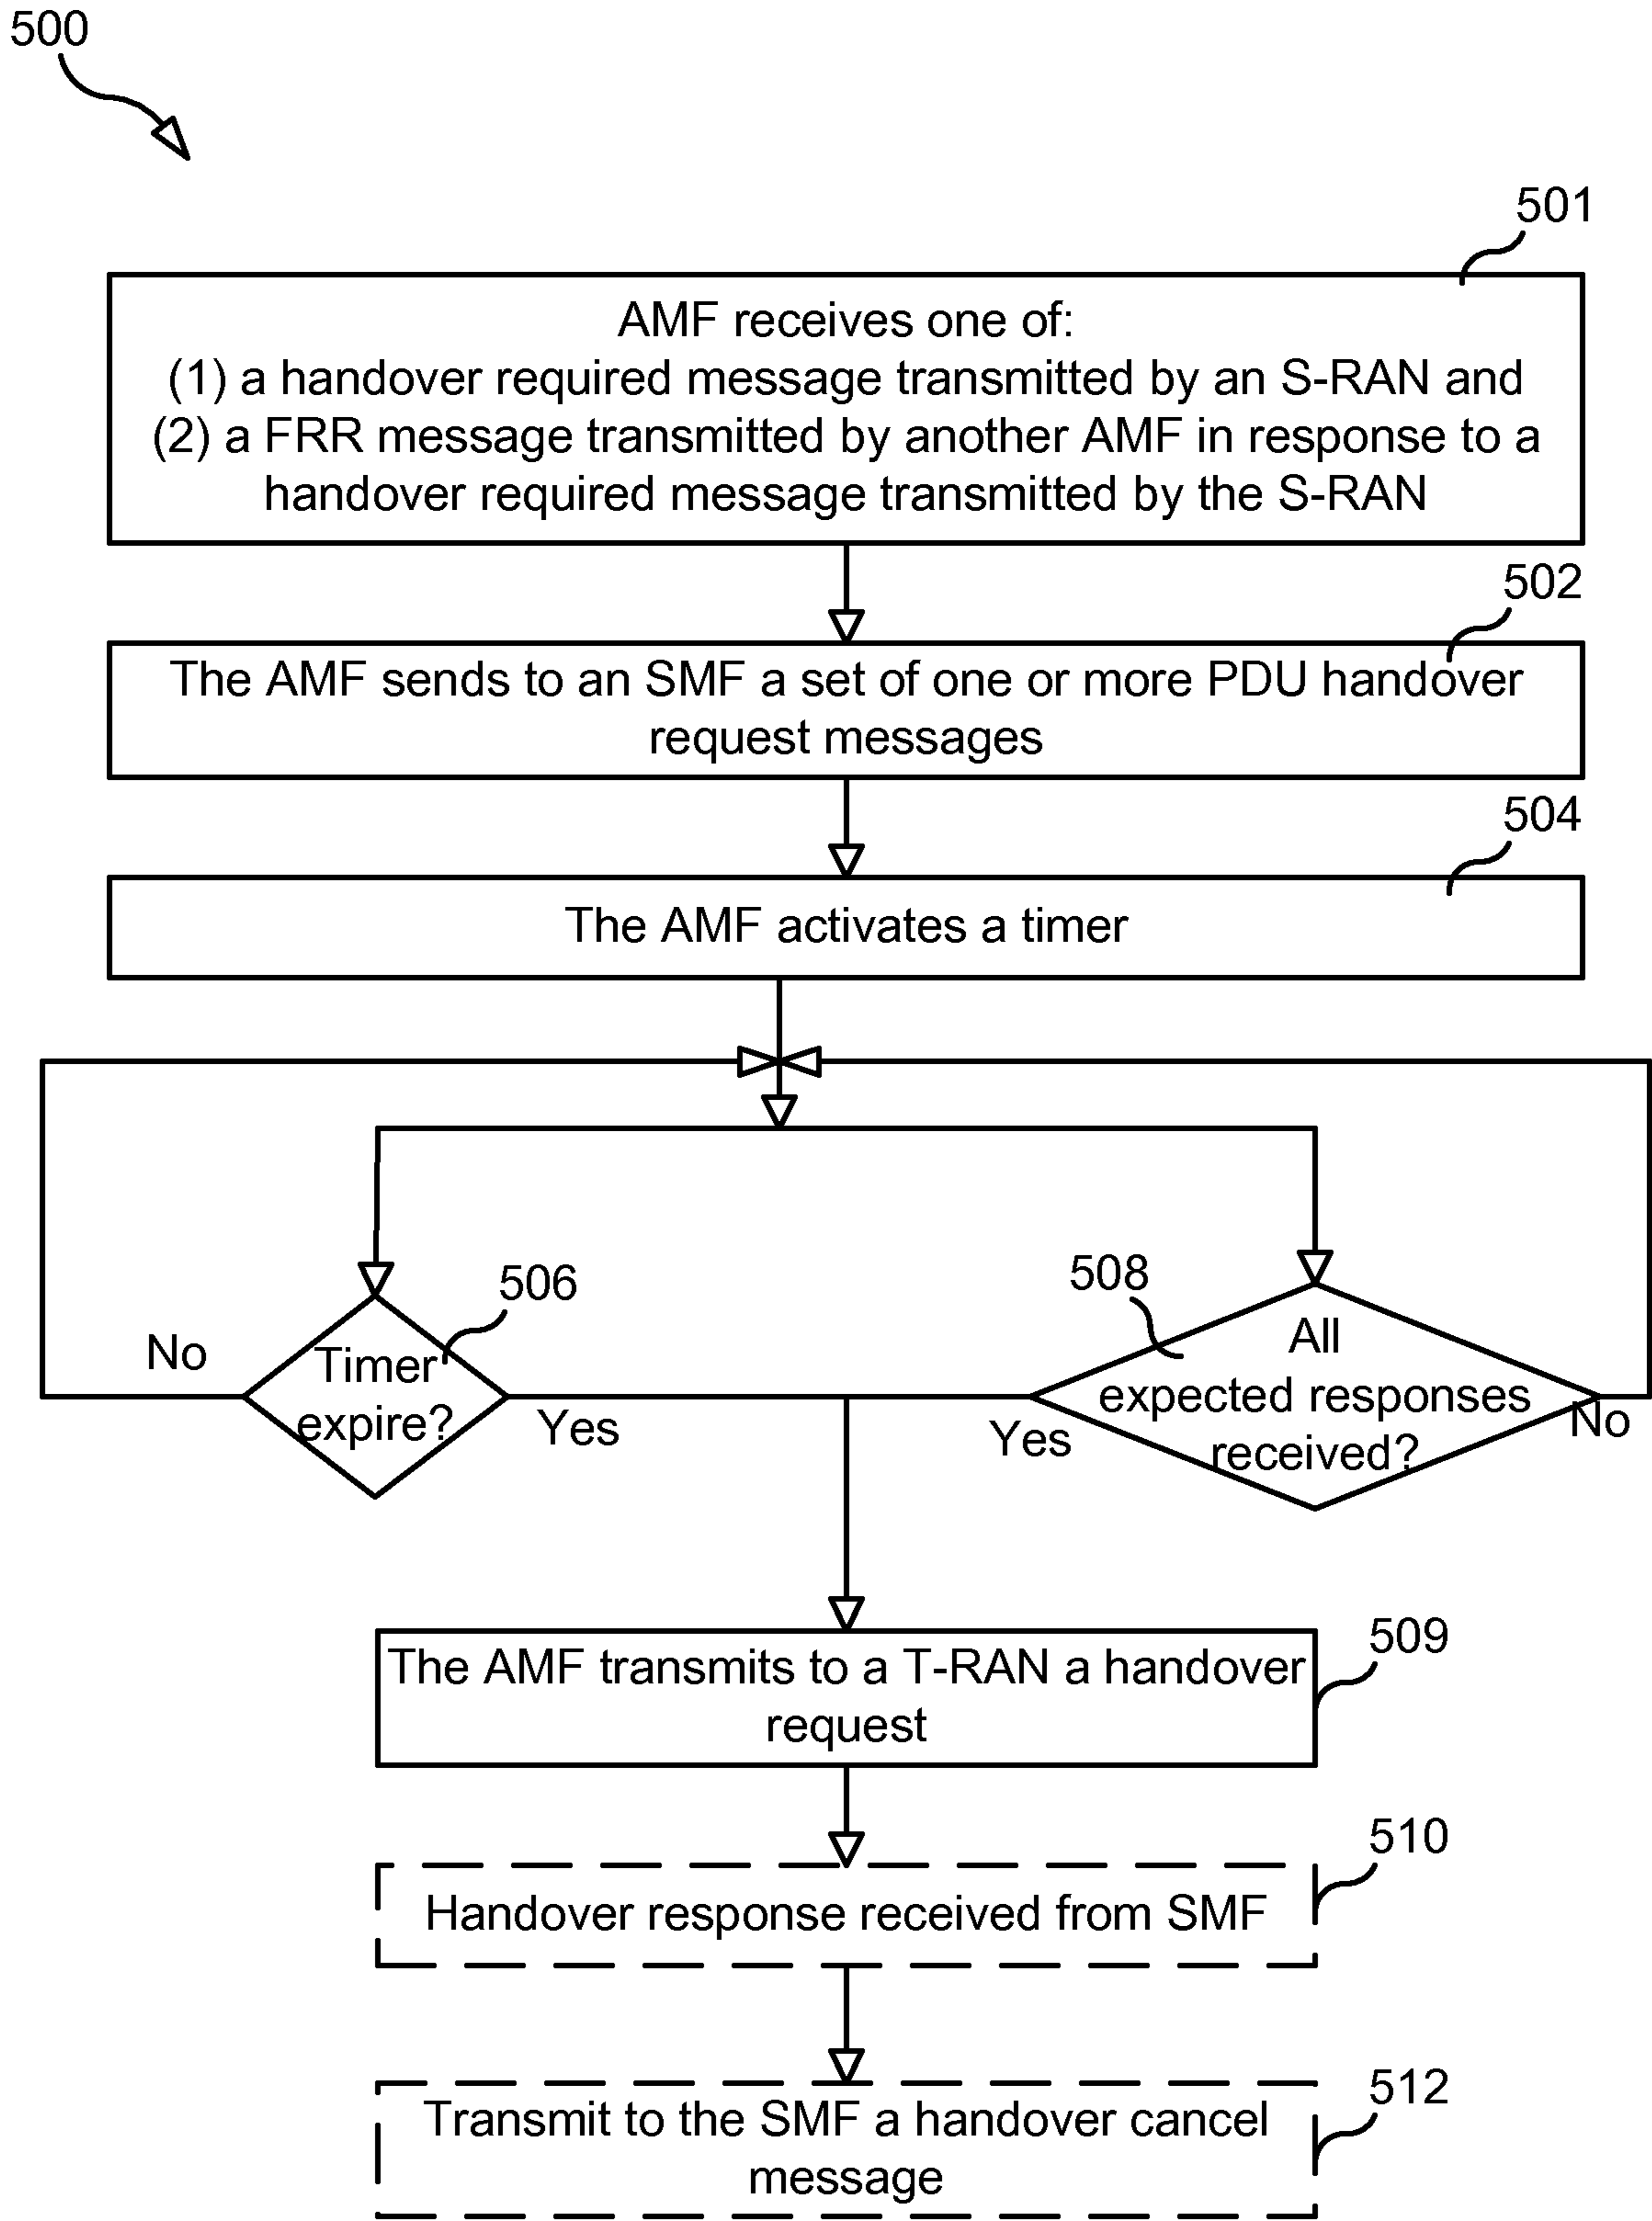 500
501
AMF receives one of:
(1) a handover required message transmitted by an S-RAN and
(2) a FRR message transmitted by another AMF in response to a
handover required message transmitted by the S-RAN
502
The AMF sends to an SMF a set of one or more PDU handover
request messages
504
The AMF activates a timer
506
508
No
Timer
expire?
Yes
All
expected responses
received?
Yes
No
509
The AMF transmits to a T-RAN a handover
request
510
Handover response received from SMF
512
Transmit to the SMF a handover cancel
message